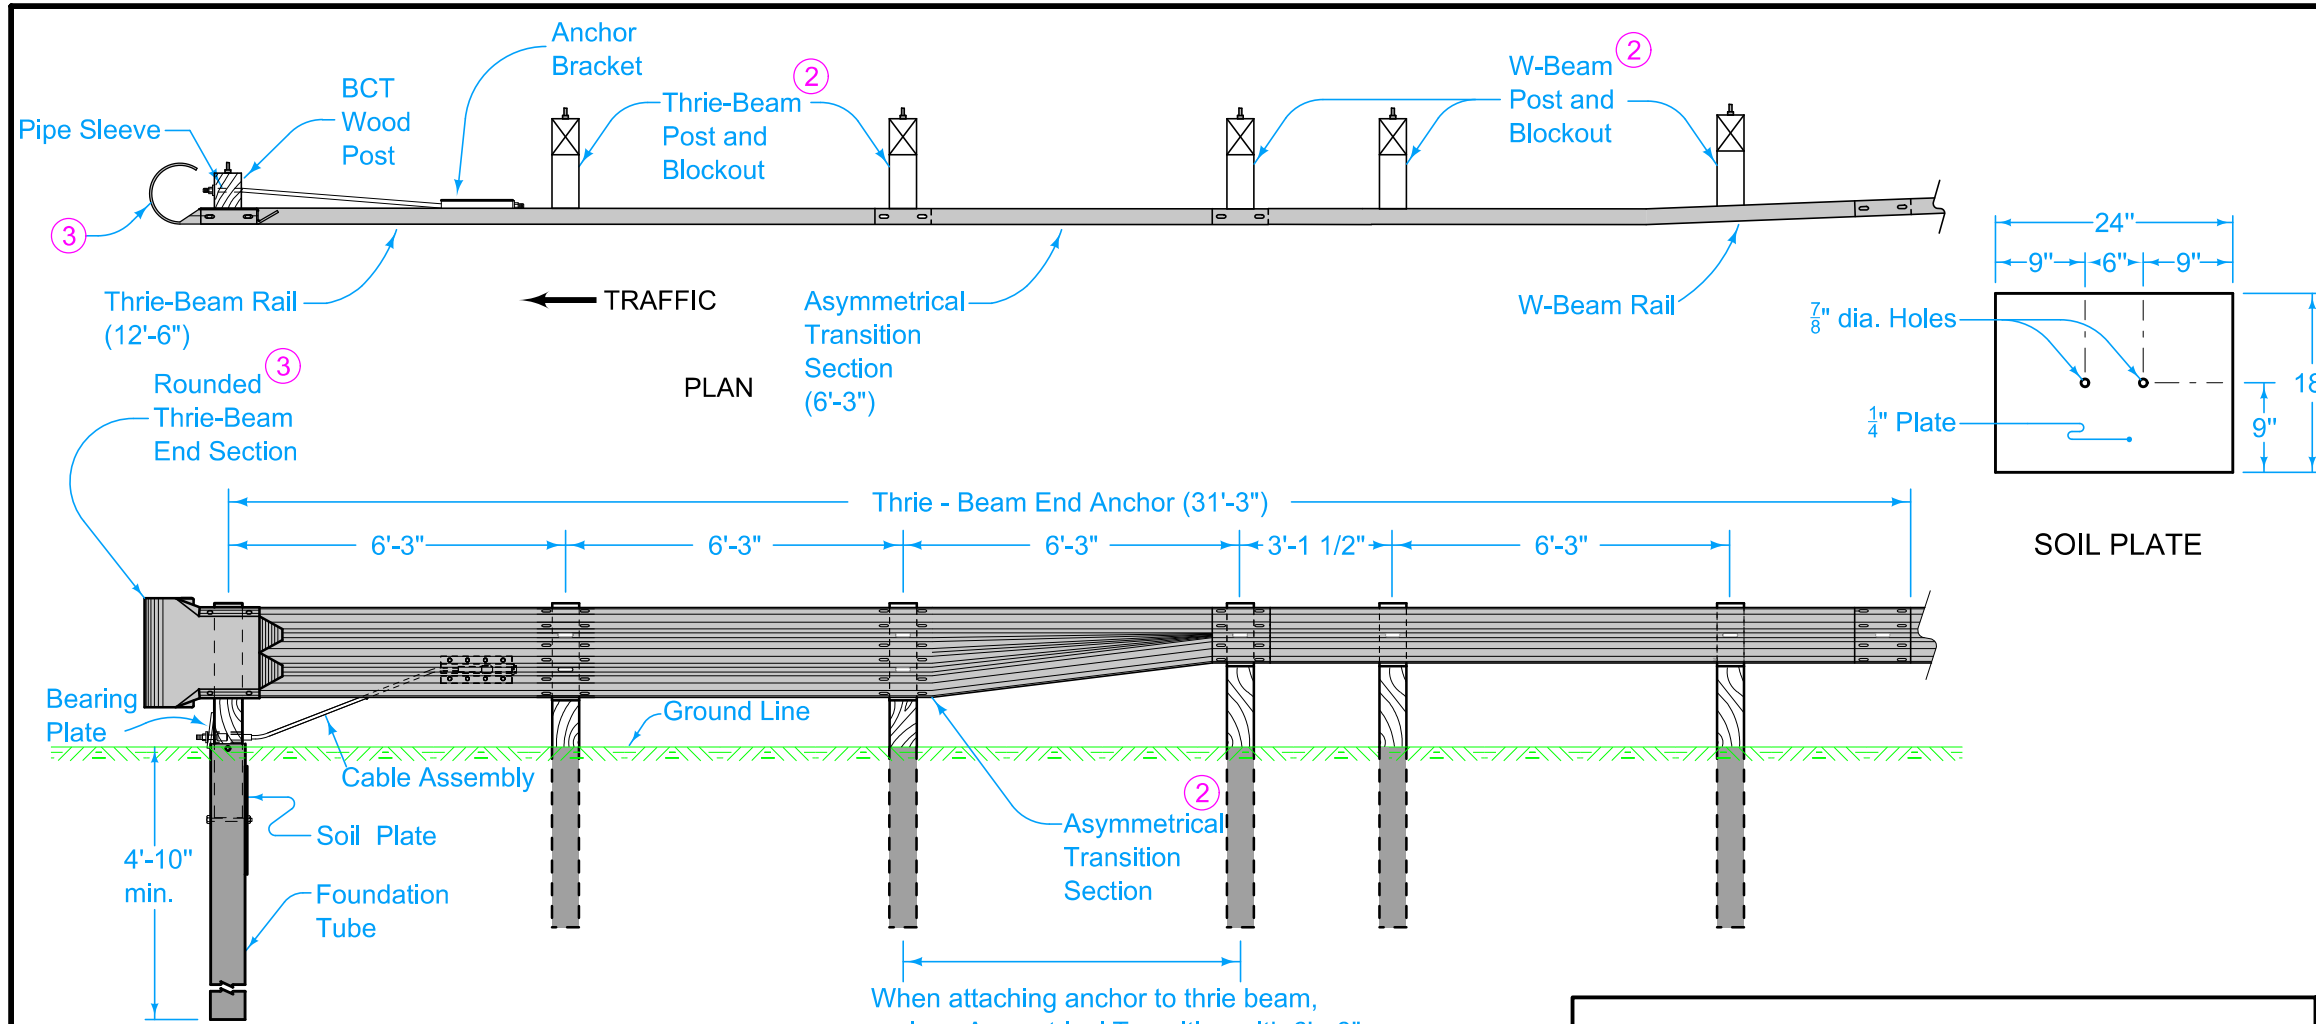 Anchor
Bracket
BCT
Wood
Post
Pipe Sleeve
2
Thrie-Beam
Post and
Blockout
W-Beam
2
Post and
Blockout
3
Thrie-Beam Rail
(12'-6")
TRAFFIC
Asymmetrical
Transition
Section
(6'-3")
W-Beam Rail
PLAN
24"
9"
6"
9"
7/8" dia. Holes
18
1/4" Plate
9"
SOIL PLATE
Rounded
3
Thrie-Beam
End Section
Thrie - Beam End Anchor (31'-3")
6'-3"
6'-3"
6'-3"
3'-1 1/2"
6'-3"
Bearing
Plate
Ground Line
Cable Assembly
Soil Plate
4'-10"
min.
Foundation
Tube
2
Asymmetrical
Transition
Section
When attaching anchor to thrie beam,